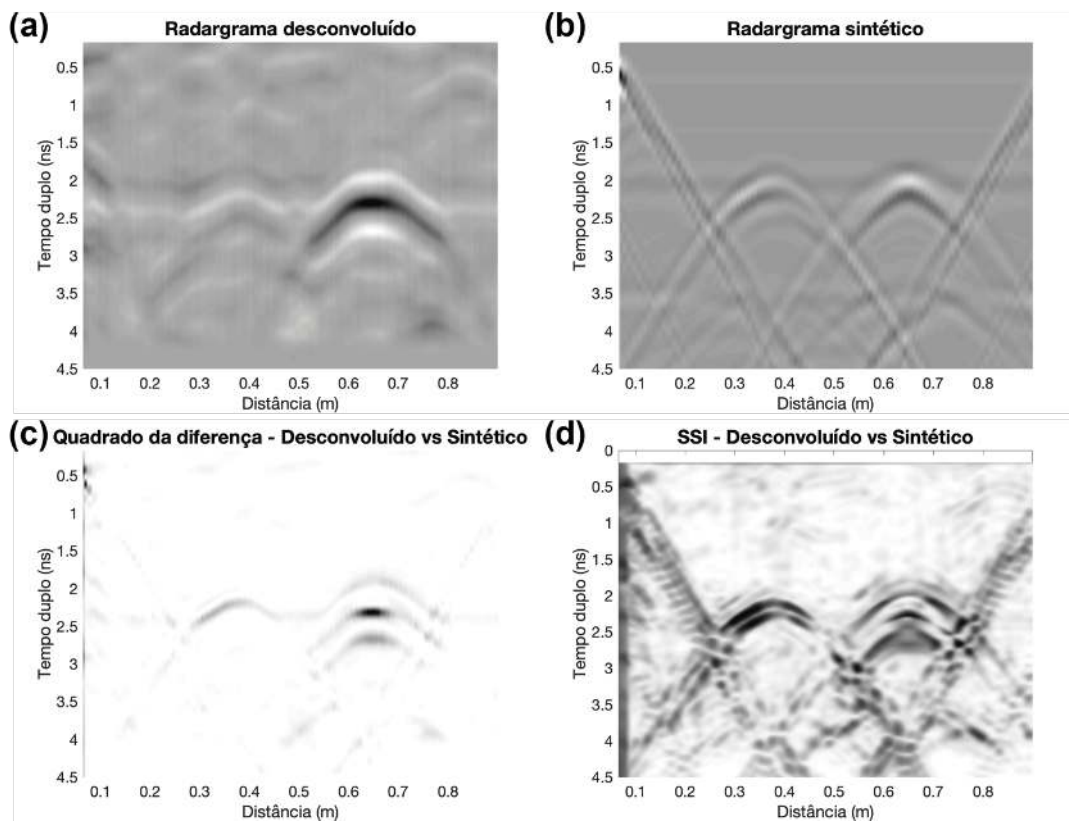 (a)
Radargrama desconvoluído
Tempo duplo (ns)
0.5
1
1.5
2
2.5
3
3.5
4
4.5
0.1 0.2 0.3 0.4 0.5 0.6 0.7 0.8
Distância (m)
(b)
Radargrama sintético
Tempo duplo (ns)
0.5
1
1.5
2
2.5
3
3.5
4
4.5
0.1 0.2 0.3 0.4 0.5 0.6 0.7 0.8
Distância (m)
(c)
Quadrado da diferença - Desconvoluído vs Sintético
Tempo duplo (ns)
0.5
1
1.5
2
2.5
3
3.5
4
4.5
0.1 0.2 0.3 0.4 0.5 0.6 0.7 0.8
Distância (m)
(d)
SSI - Desconvoluído vs Sintético
Tempo duplo (ns)
0
0.5
1
1.5
2
2.5
3
3.5
4
4.5
0.1 0.2 0.3 0.4 0.5 0.6 0.7 0.8
Distância (m)